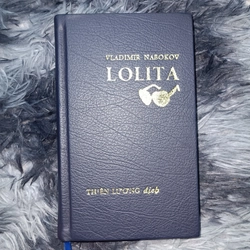 VLADIMIR NABOKOV
LOLITA
THIÊN LƯƠNG dịch